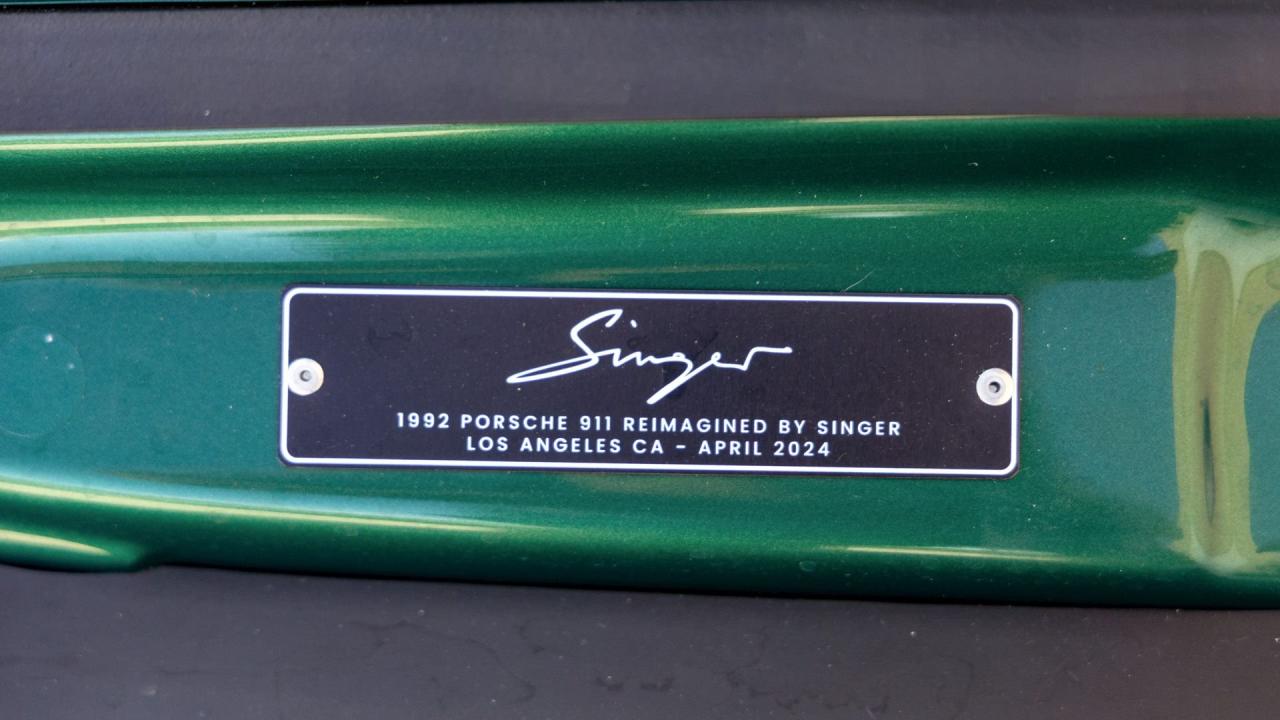 Singer
1992 PORSCHE 911 REIMAGINED BY SINGER
LOS ANGELES CA - APRIL 2024